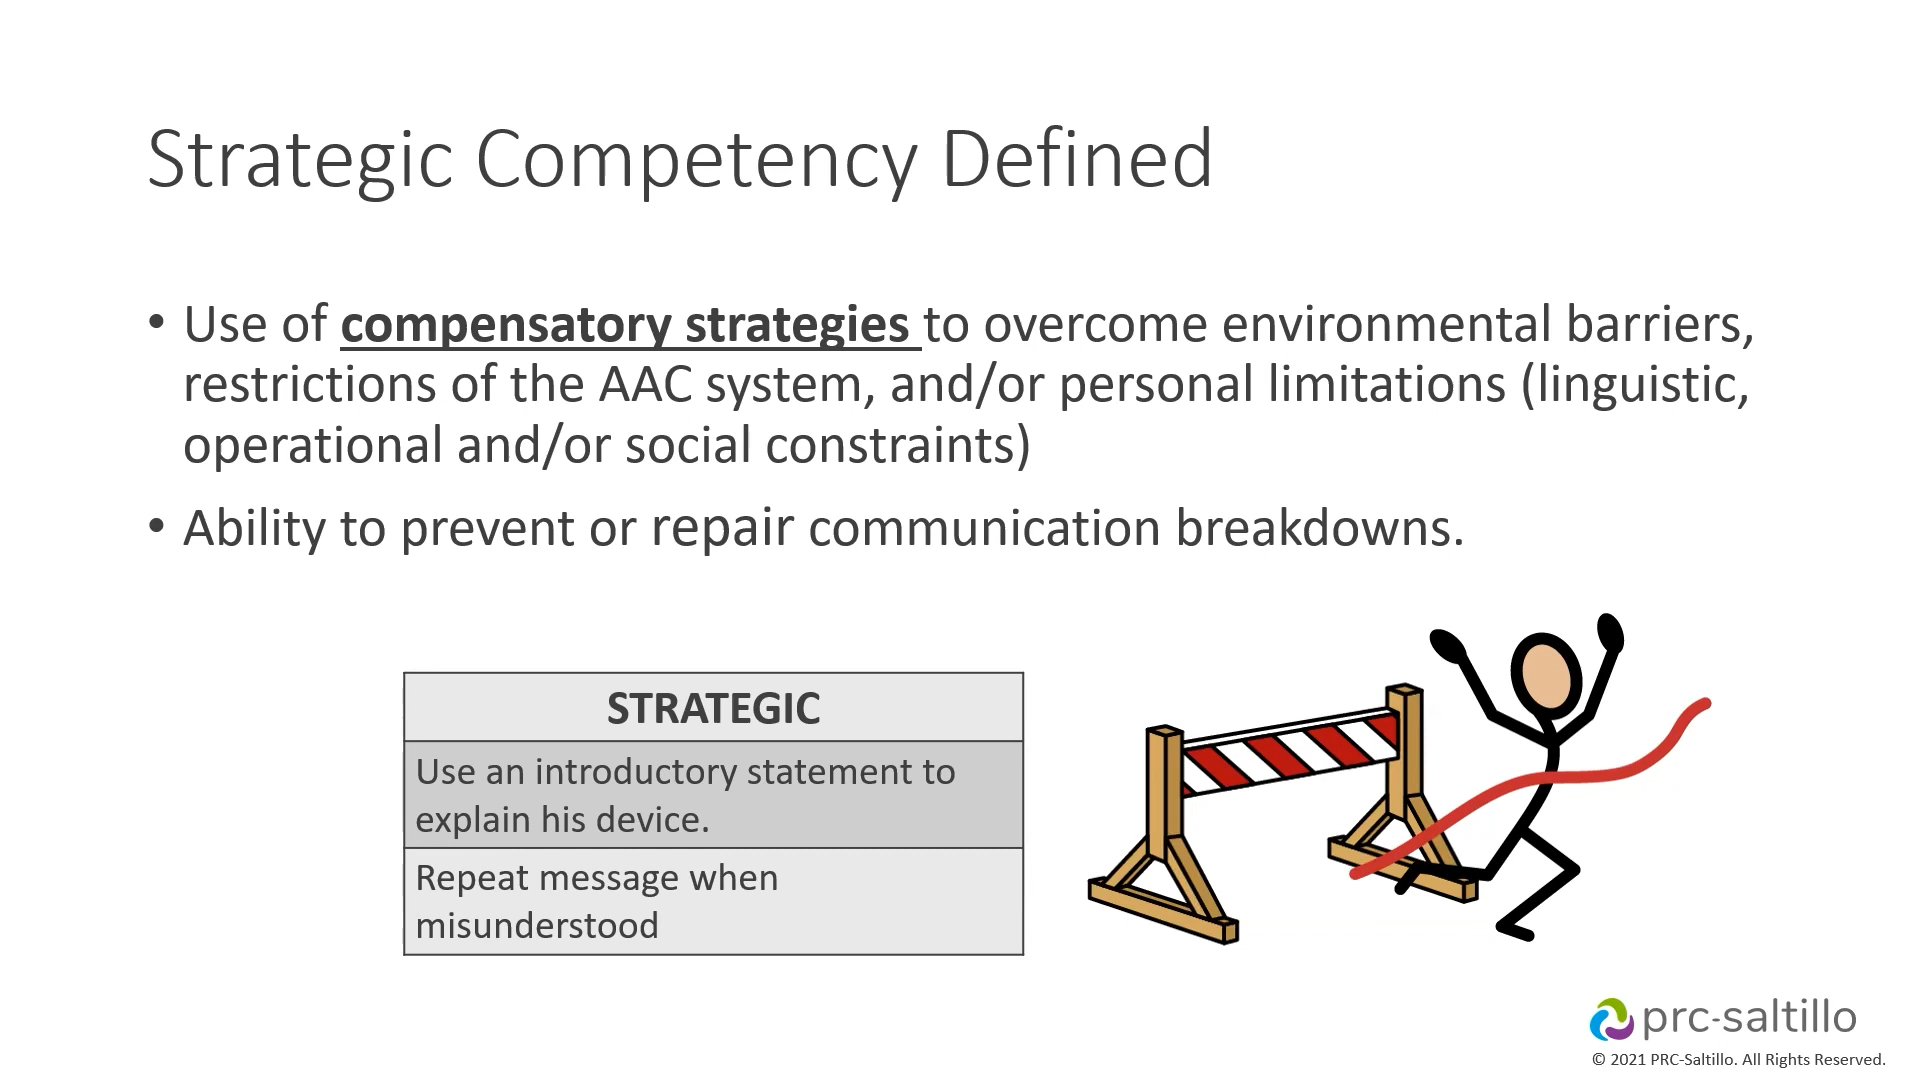 Strategic Competency Defined
• Use of compensatory strategies to overcome environmental barriers,
restrictions of the AAC system, and/or personal limitations (linguistic,
operational and/or social constraints)
• Ability to prevent or repair communication breakdowns.
STRATEGIC
Use an introductory statement to
explain his device.
Repeat message when
misunderstood
prc-saltillo
© 2021 PRC-Saltillo. All Rights Reserved.